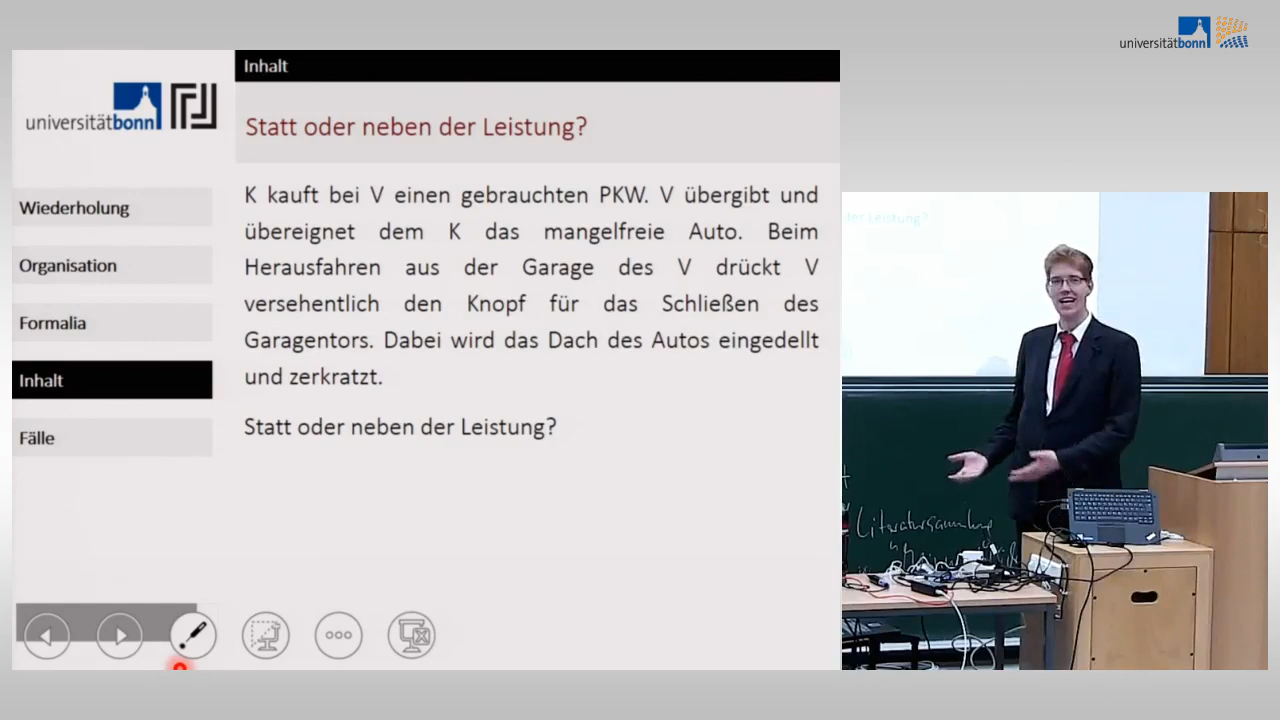 universitätbonn
Inhalt
universitätbonn
Statt oder neben der Leistung?
K kauft bei V einen gebrauchten PKW. V übergibt und
übereignet dem K das mangelfreie Auto. Beim
Herausfahren aus der Garage des V drückt V
versehentlich den Knopf für das Schließen des
Garagentors. Dabei wird das Dach des Autos eingedellt
und zerkratzt.
Statt oder neben der Leistung?
Wiederholung
Organisation
Formalia
Inhalt
Fälle
der Leistung?
Literatursammlung